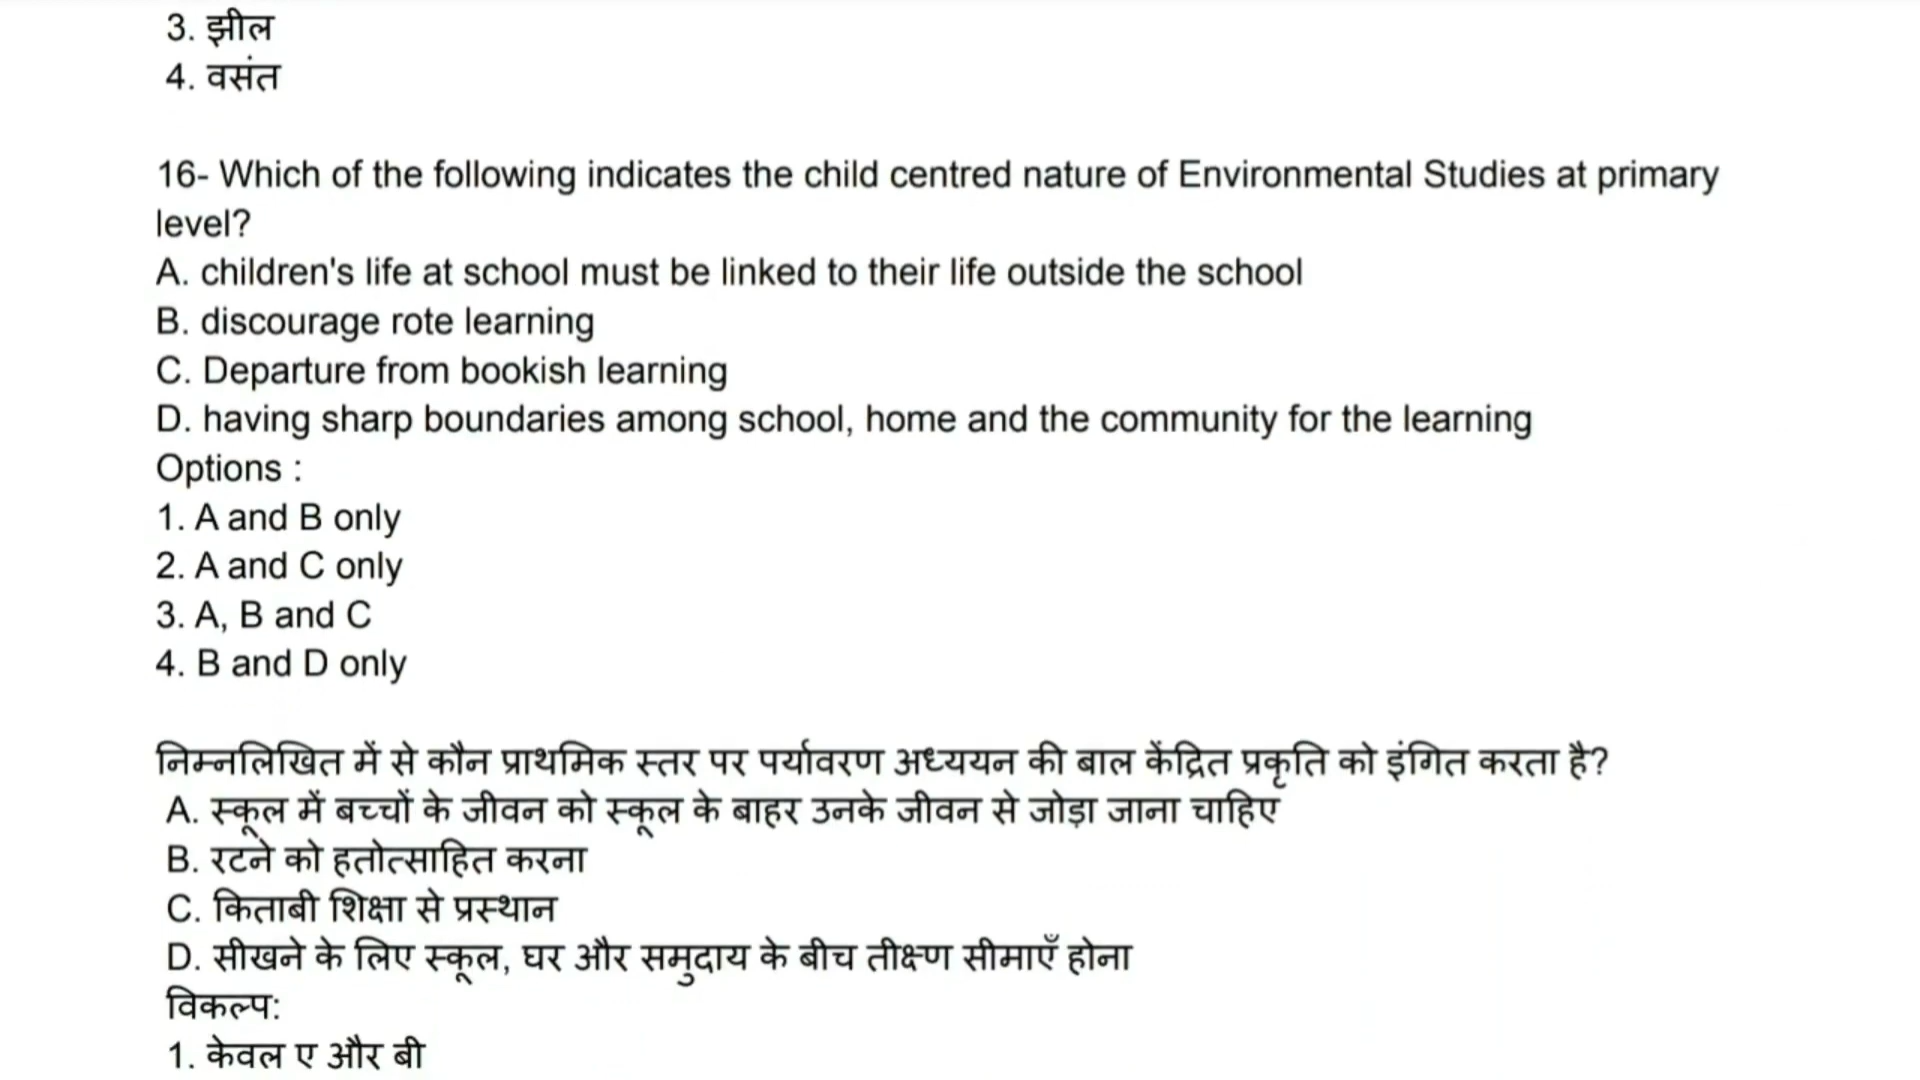 3. झील
4. वसंत
16- Which of the following indicates the child centred nature of Environmental Studies at primary
level?
A. children's life at school must be linked to their life outside the school
B. discourage rote learning
C. Departure from bookish learning
D. having sharp boundaries among school, home and the community for the learning
Options :
1. A and B only
2. A and C only
3. A, B and C
4. B and D only
निम्नलिखित में से कौन प्राथमिक स्तर पर पर्यावरण अध्ययन की बाल केंद्रित प्रकृति को इंगित करता है?
A. स्कूल में बच्चों के जीवन को स्कूल के बाहर उनके जीवन से जोड़ा जाना चाहिए
B. रटने को हतोत्साहित करना
C. किताबी शिक्षा से प्रस्थान
D. सीखने के लिए स्कूल, घर और समुदाय के बीच तीक्ष्ण सीमाएँ होना
विकल्प:
1. केवल ए और बी